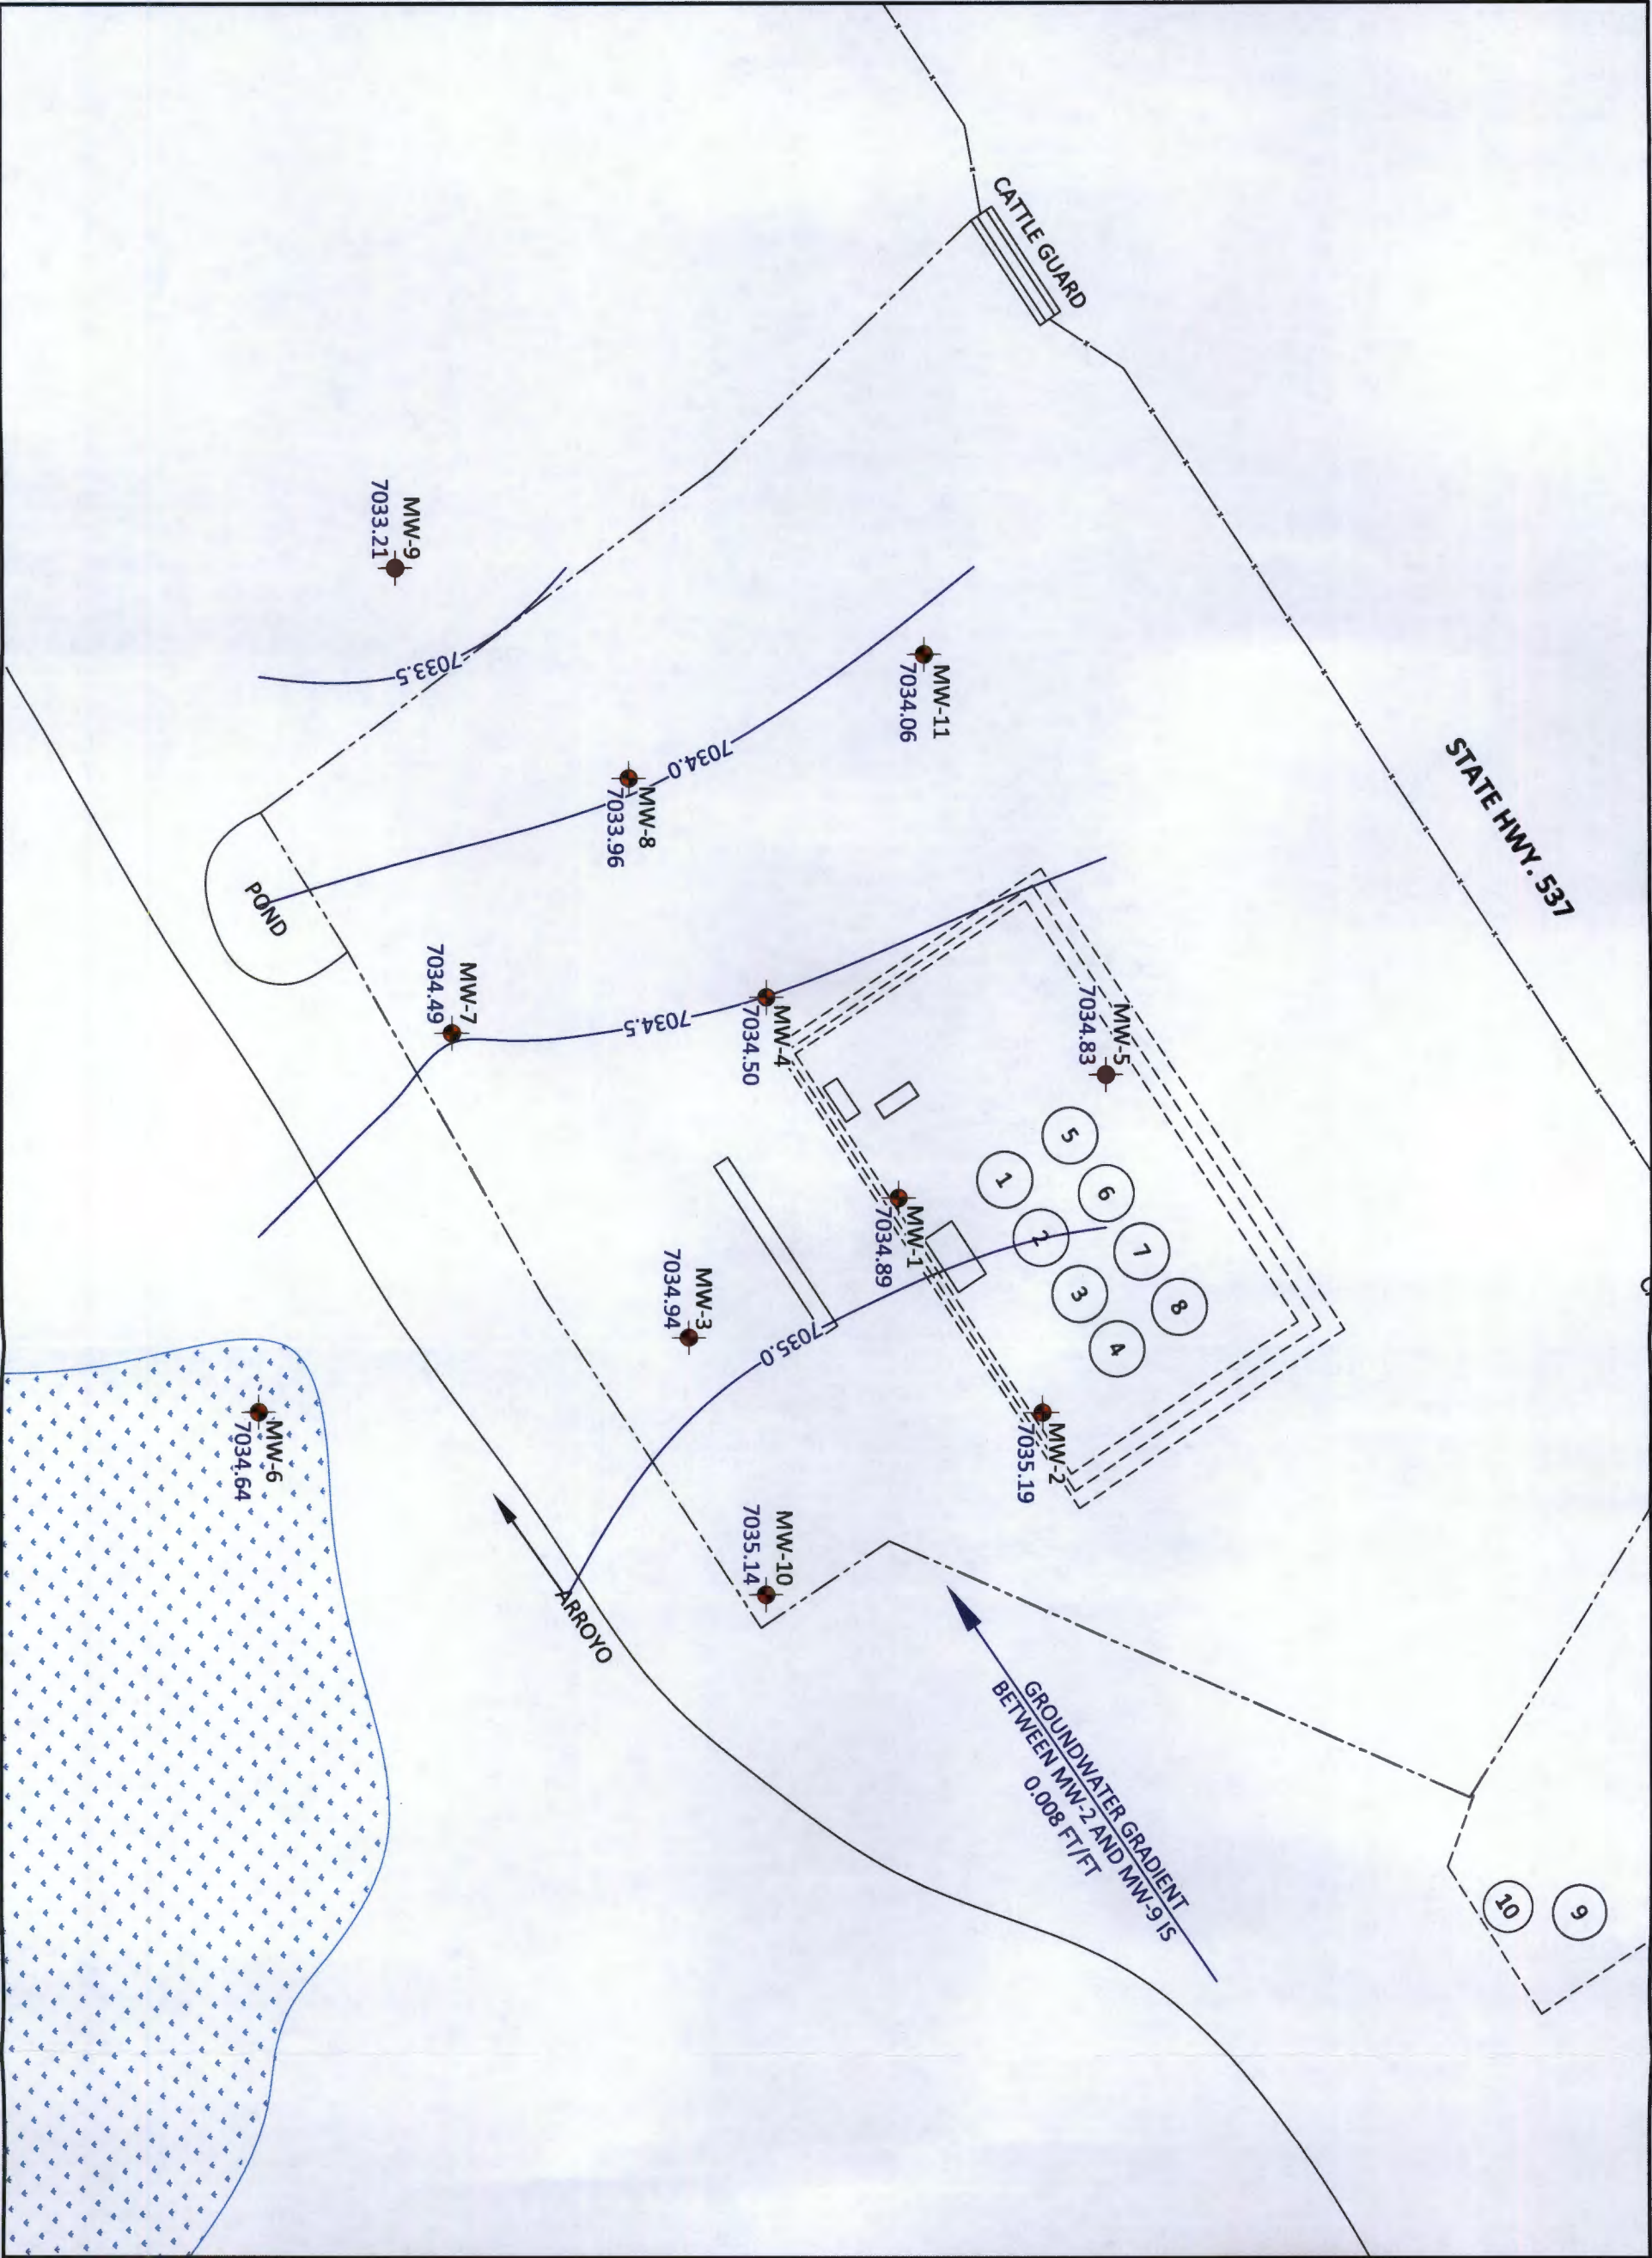 STATE HWY. 537
CATTLE GUARD
MW-11
7034.06
MW-9
7033.21
7033.5
7034.0
MW-8
7033.96
POND
MW-7
7034.49
7034.5
MW-4
7034.50
MW-5
7034.83
5
6
7
8
1
2
3
4
MW-1
7034.89
MW-3
7034.94
7035.0
MW-2
7035.19
MW-6
7034.64
MW-10
7035.14
ARROYO
GROUNDWATER GRADIENT
BETWEEN MW-2 AND MW-9 IS
0.008 FT/FT
9
10